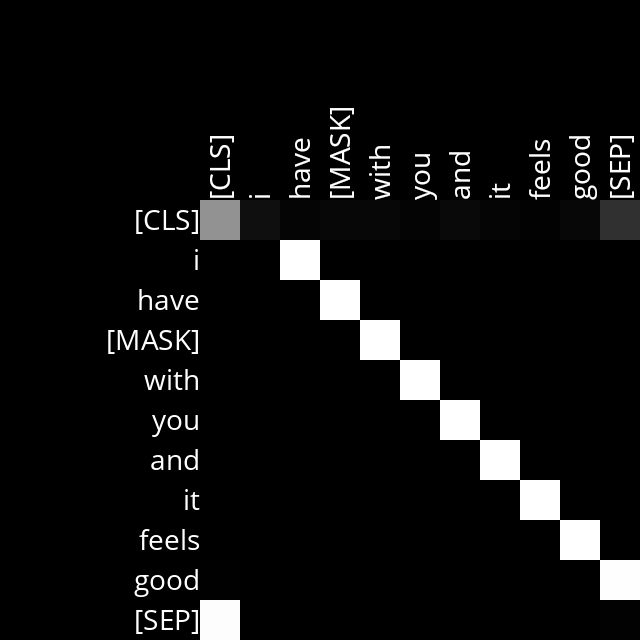 [CLS] i have [MASK] with you and it feels good [SEP]
[CLS]
i
have
[MASK]
with
you
and
it
feels
good
[SEP]